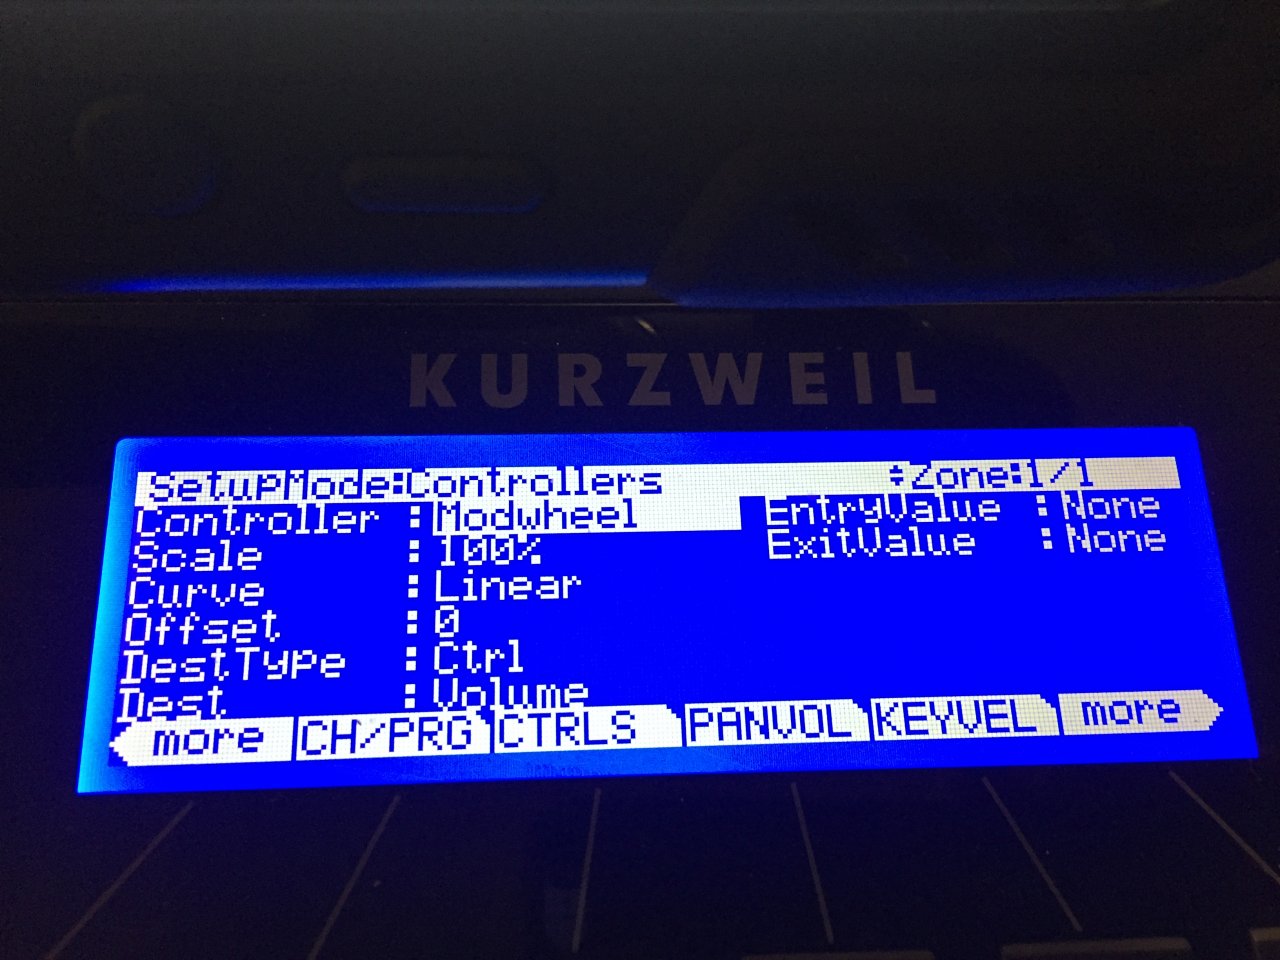 KURZWEIL
SetupMode:Controllers ♦Zone:1/1
Controller :Modwheel EntryValue :None
Scale :100% ExitValue :None
Curve :Linear
Offset :0
DestType :Ctrl
Dest :Volume
more CH/PRG CTRLS PANVOL KEYVEL more